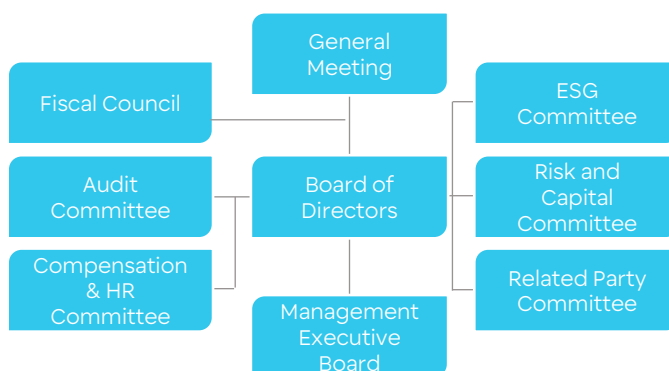 General
Meeting
Fiscal Council
ESG
Committee
Audit
Committee
Board of
Directors
Risk and
Capital
Committee
Compensation
& HR
Committee
Related Party
Committee
Management
Executive
Board